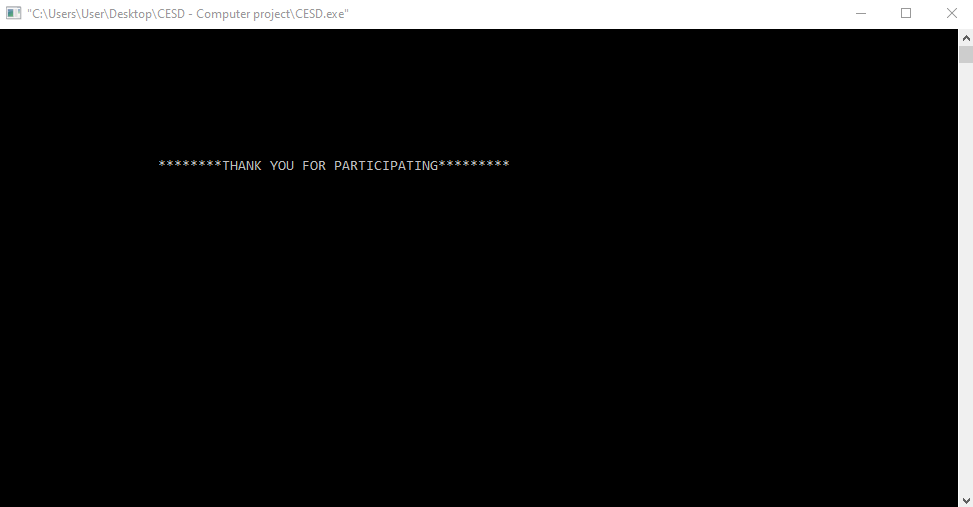 "C:\Users\User\Desktop\CESD - Computer project\CESD.exe"
********THANK YOU FOR PARTICIPATING*********